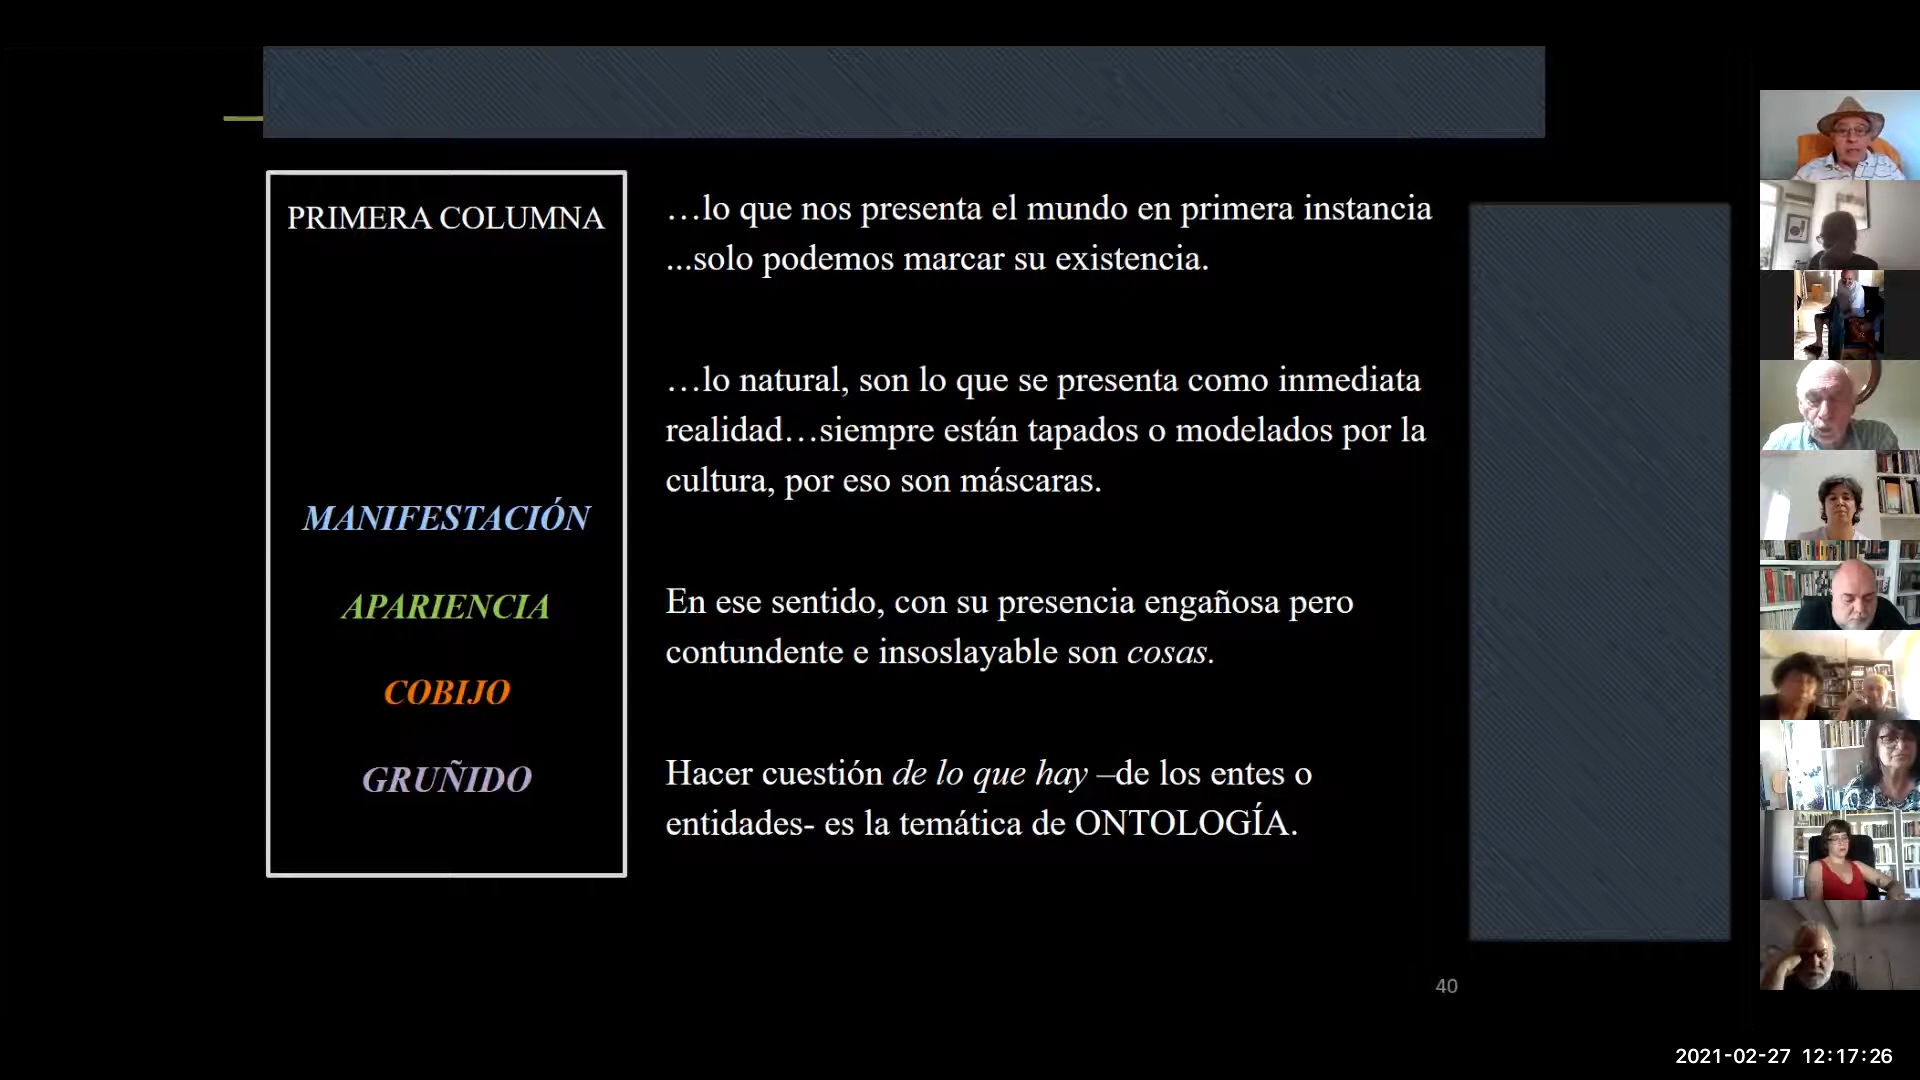 PRIMERA COLUMNA
MANIFESTACIÓN
APARIENCIA
COBIJO
GRUÑIDO
…lo que nos presenta el mundo en primera instancia
...solo podemos marcar su existencia.
…lo natural, son lo que se presenta como inmediata
realidad…siempre están tapados o modelados por la
cultura, por eso son máscaras.
En ese sentido, con su presencia engañosa pero
contundente e insoslayable son cosas.
Hacer cuestión de lo que hay –de los entes o
entidades- es la temática de ONTOLOGÍA.
40
2021-02-27 12:17:26